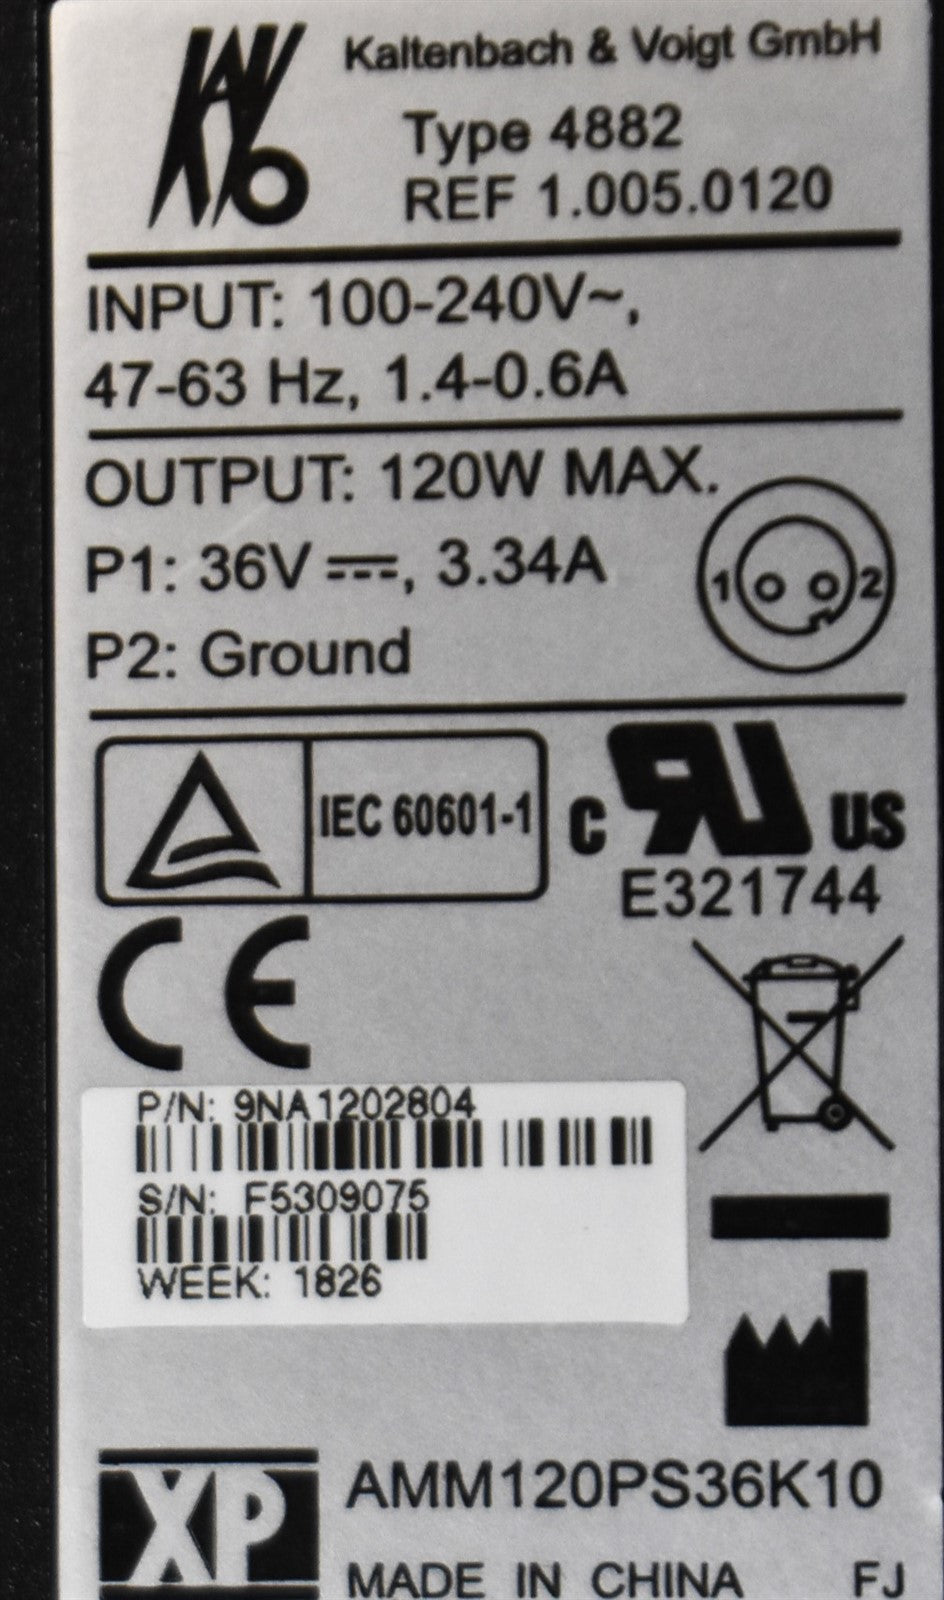 KAVO
Kaltenbach & Voigt GmbH
Type 4882
REF 1.005.0120
INPUT: 100-240V~,
47-63 Hz, 1.4-0.6A
OUTPUT: 120W MAX.
P1: 36V ⎓, 3.34A
1 2
P2: Ground
IEC 60601-1
c RU US
E321744
CE
P/N: 9NA1202804
S/N: F5309075
WEEK: 1826
XP
AMM120PS36K10
MADE IN CHINA FJ